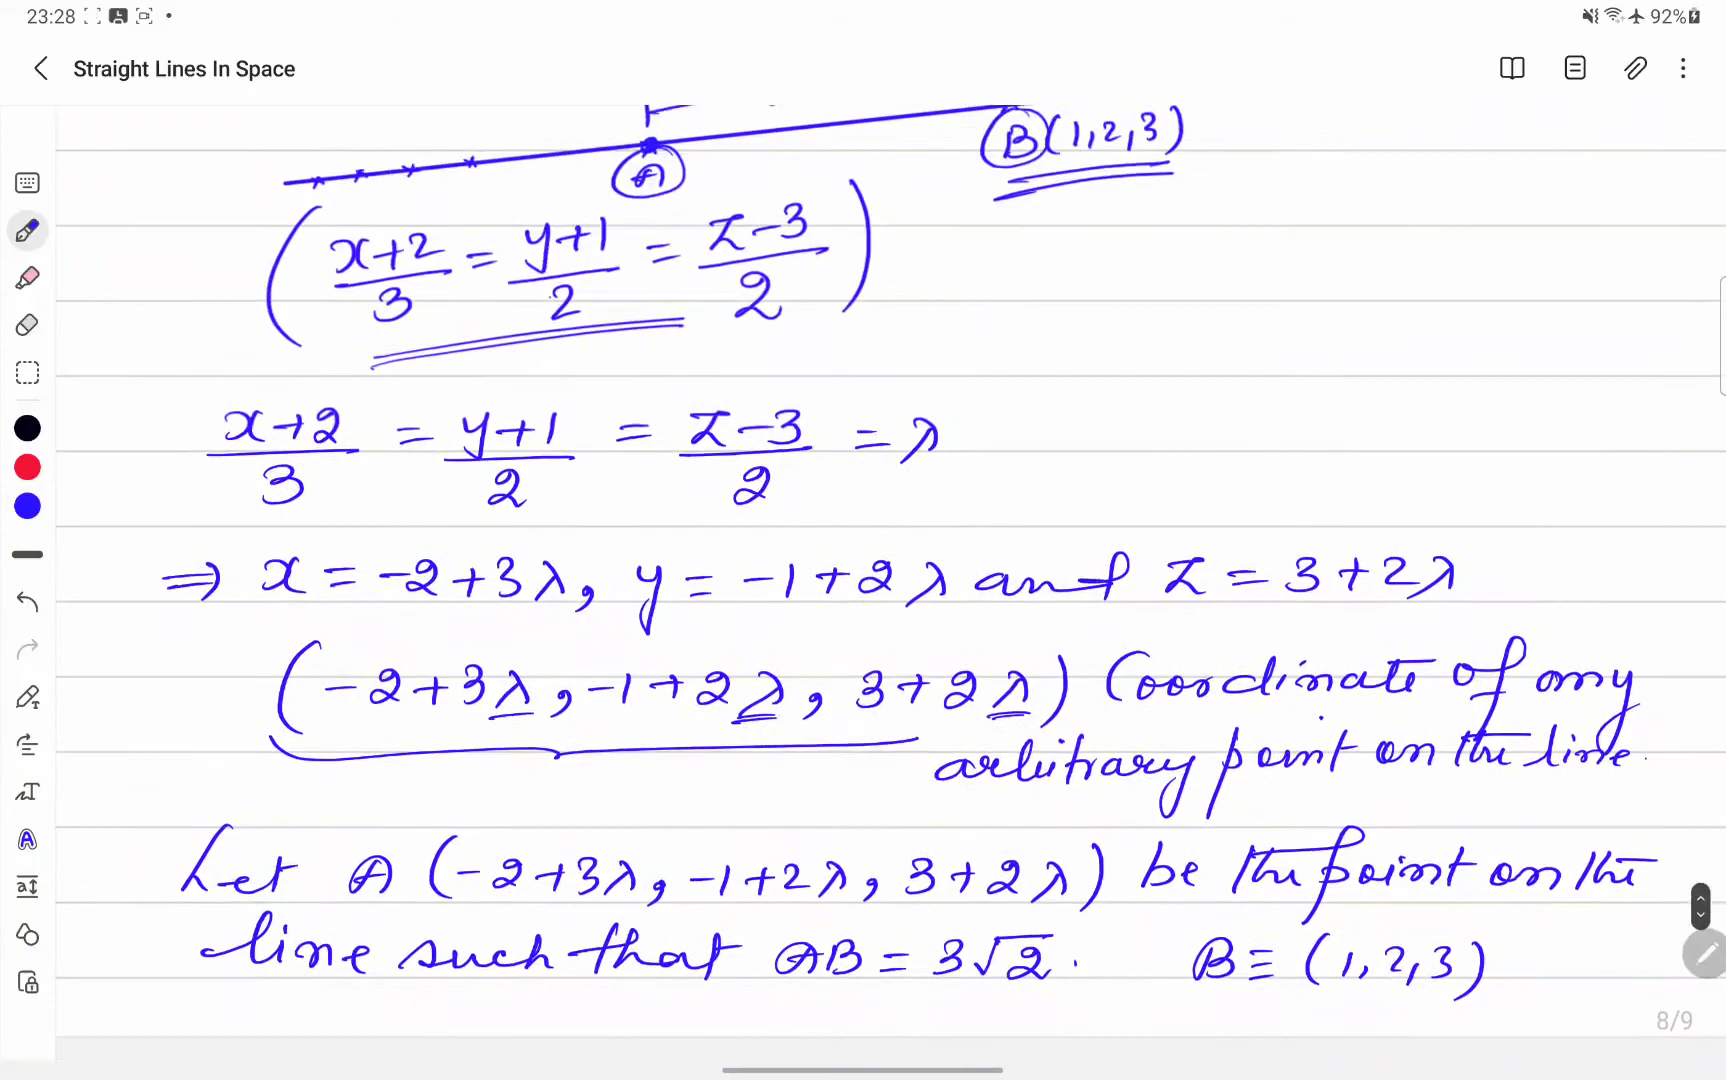 23:28
92%
Straight Lines In Space
B(1,2,3)
A
(x+2/3 = y+1/2 = z-3/2)
x+2/3 = y+1/2 = z-3/2 = λ
⇒ x = -2+3λ, y = -1+2λ and z = 3+2λ
(-2+3λ, -1+2λ, 3+2λ) Coordinate of any
arbitrary point on the line.
Let A (-2+3λ, -1+2λ, 3+2λ) be the point on the
line such that AB = 3√2. B ≡ (1,2,3)
8/9